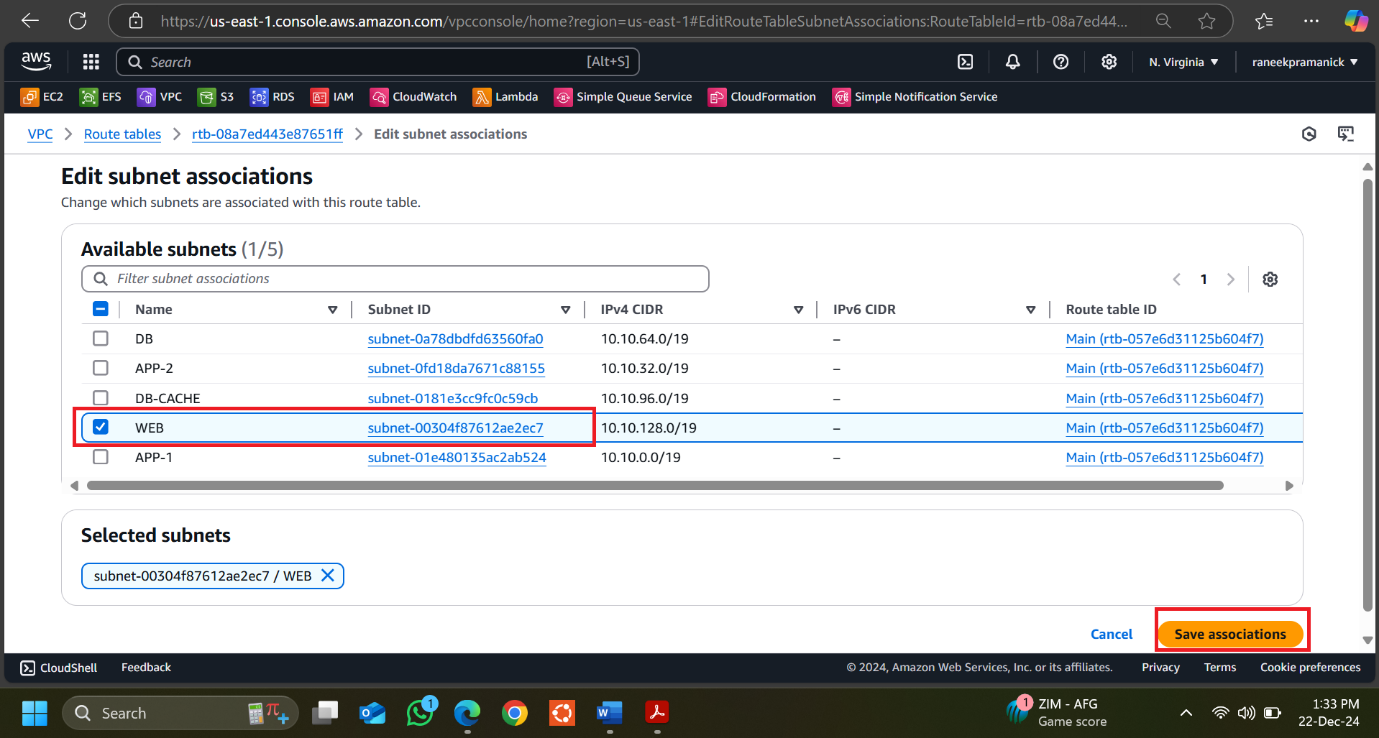 https://us-east-1.console.aws.amazon.com/vpcconsole/home?region=us-east-1#EditRouteTableSubnetAssociations:RouteTableId=rtb-08a7ed44...
aws
Search [Alt+S]
N. Virginia
raneekpramanick
EC2 EFS VPC S3 RDS IAM CloudWatch Lambda Simple Queue Service CloudFormation Simple Notification Service
VPC > Route tables > rtb-08a7ed443e87651ff > Edit subnet associations
Edit subnet associations
Change which subnets are associated with this route table.
Available subnets (1/5)
Filter subnet associations
1
Name Subnet ID IPv4 CIDR IPv6 CIDR Route table ID
DB subnet-0a78dbdfd63560fa0 10.10.64.0/19 – Main (rtb-057e6d31125b604f7)
APP-2 subnet-0fd18da7671c88155 10.10.32.0/19 – Main (rtb-057e6d31125b604f7)
DB-CACHE subnet-0181e3cc9fc0c59cb 10.10.96.0/19 – Main (rtb-057e6d31125b604f7)
WEB subnet-00304f87612ae2ec7 10.10.128.0/19 – Main (rtb-057e6d31125b604f7)
APP-1 subnet-01e480135ac2ab524 10.10.0.0/19 – Main (rtb-057e6d31125b604f7)
Selected subnets
subnet-00304f87612ae2ec7 / WEB
Cancel Save associations
CloudShell Feedback © 2024, Amazon Web Services, Inc. or its affiliates. Privacy Terms Cookie preferences
Search
1
1
ZIM - AFG
Game score
1:33 PM
22-Dec-24